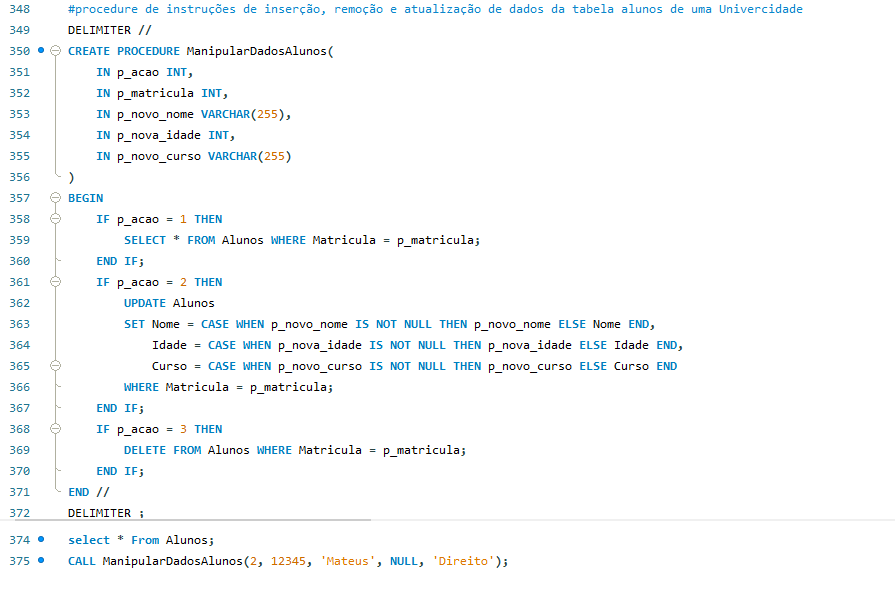 348 #procedure de instruções de inserção, remoção e atualização de dados da tabela alunos de uma Univercidade
349 DELIMITER //
350 CREATE PROCEDURE ManipularDadosAlunos(
351 IN p_acao INT,
352 IN p_matricula INT,
353 IN p_novo_nome VARCHAR(255),
354 IN p_nova_idade INT,
355 IN p_novo_curso VARCHAR(255)
356 )
357 BEGIN
358 IF p_acao = 1 THEN
359 SELECT * FROM Alunos WHERE Matricula = p_matricula;
360 END IF;
361 IF p_acao = 2 THEN
362 UPDATE Alunos
363 SET Nome = CASE WHEN p_novo_nome IS NOT NULL THEN p_novo_nome ELSE Nome END,
364 Idade = CASE WHEN p_nova_idade IS NOT NULL THEN p_nova_idade ELSE Idade END,
365 Curso = CASE WHEN p_novo_curso IS NOT NULL THEN p_novo_curso ELSE Curso END
366 WHERE Matricula = p_matricula;
367 END IF;
368 IF p_acao = 3 THEN
369 DELETE FROM Alunos WHERE Matricula = p_matricula;
370 END IF;
371 END //
372 DELIMITER ;
374 select * From Alunos;
375 CALL ManipularDadosAlunos(2, 12345, 'Mateus', NULL, 'Direito');